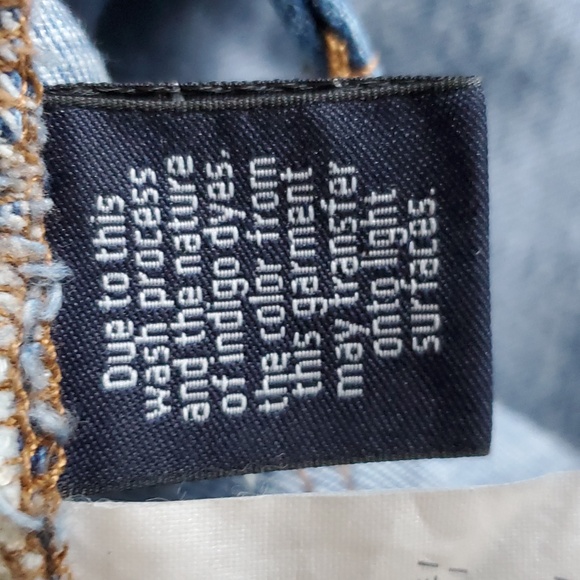 Due to this
wash process
and the nature
of indigo dyes.
the color from
this garment
may transfer
onto light
surfaces.